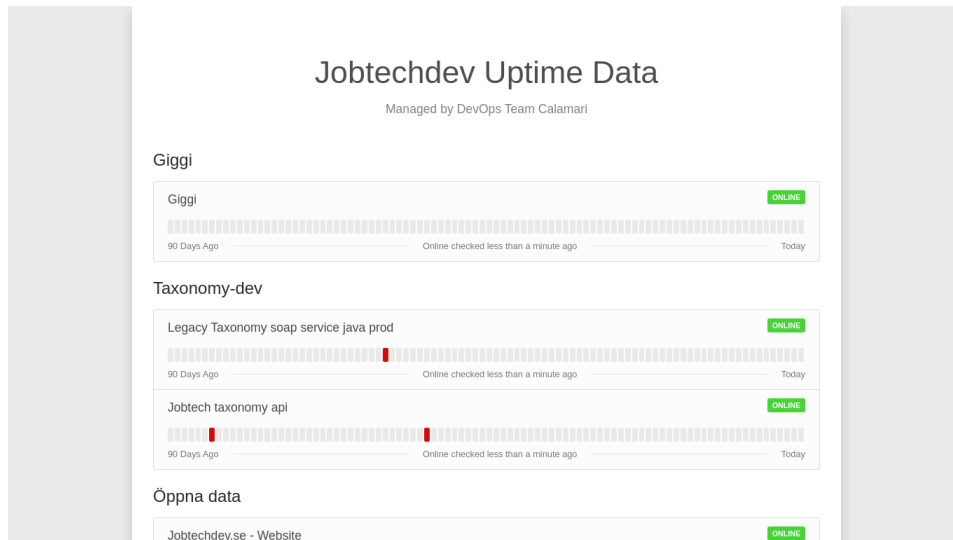 Jobtechdev Uptime Data
Managed by DevOps Team Calamari
Giggi
Giggi ONLINE
90 Days Ago Online checked less than a minute ago Today
Taxonomy-dev
Legacy Taxonomy soap service java prod ONLINE
90 Days Ago Online checked less than a minute ago Today
Jobtech taxonomy api ONLINE
90 Days Ago Online checked less than a minute ago Today
Öppna data
Jobtechdev.se - Website ONLINE